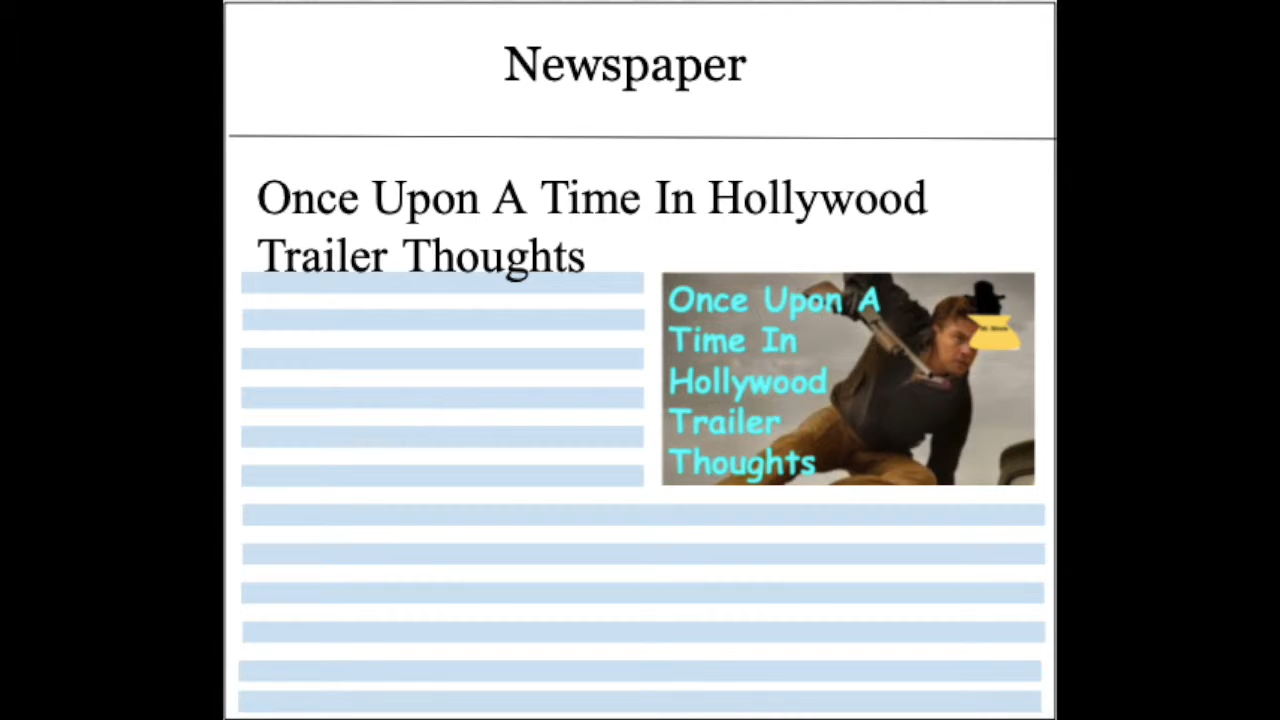 Newspaper
Once Upon A Time In Hollywood
Trailer Thoughts
Once Upon A
Time In
Hollywood
Trailer
Thoughts